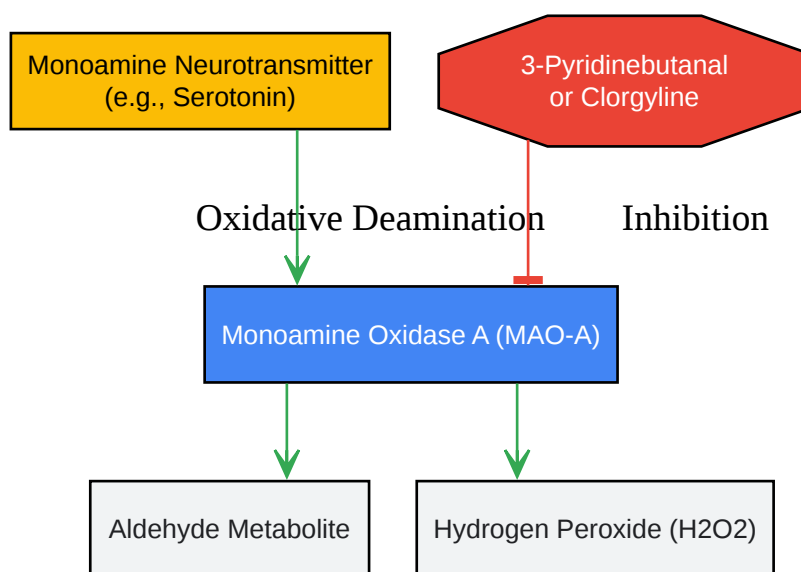 Monoamine Neurotransmitter
(e.g., Serotonin)
3-Pyridinebutanal
or Clorgyline
Oxidative Deamination
Inhibition
Monoamine Oxidase A (MAO-A)
Aldehyde Metabolite
Hydrogen Peroxide (H2O2)